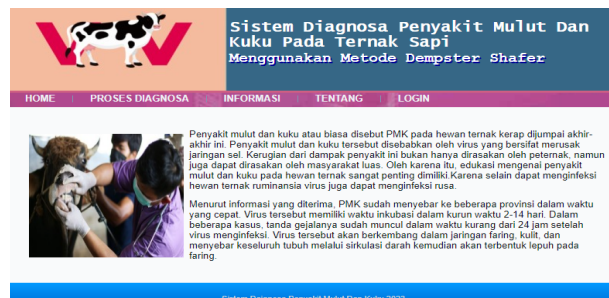 Sistem Diagnosa Penyakit Mulut Dan
Kuku Pada Ternak Sapi
Menggunakan Metode Dempster Shafer
HOME | PROSES DIAGNOSA | INFORMASI | TENTANG | LOGIN
Penyakit mulut dan kuku atau biasa disebut PMK pada hewan ternak kerap dijumpai akhir-
akhir ini. Penyakit mulut dan kuku tersebut disebabkan oleh virus yang bersifat merusak
jaringan sel. Kerugian dari dampak penyakit ini bukan hanya dirasakan oleh peternak, namun
juga dapat dirasakan oleh masyarakat luas. Oleh karena itu, edukasi mengenai penyakit
mulut dan kuku pada hewan ternak sangat penting dimiliki.Karena selain dapat menginfeksi
hewan ternak ruminansia virus juga dapat menginfeksi rusa.
Menurut informasi yang diterima, PMK sudah menyebar ke beberapa provinsi dalam waktu
yang cepat. Virus tersebut memiliki waktu inkubasi dalam kurun waktu 2-14 hari. Dalam
beberapa kasus, tanda gejalanya sudah muncul dalam waktu kurang dari 24 jam setelah
virus menginfeksi. Virus tersebut akan berkembang dalam jaringan faring, kulit, dan
menyebar keseluruh tubuh melalui sirkulasi darah kemudian akan terbentuk lepuh pada
faring.
Sistem Diagnosa Penyakit Mulut Dan Kuku 2022